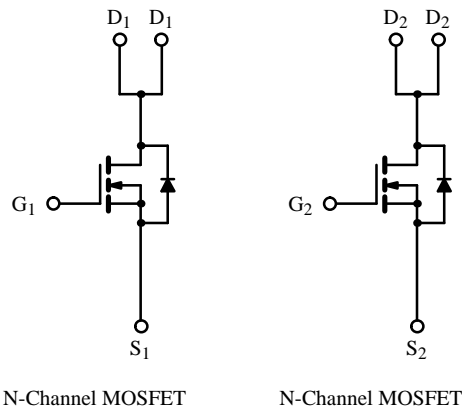 D1 D1 D2 D2
G1 G2
S1 S2
N-Channel MOSFET N-Channel MOSFET